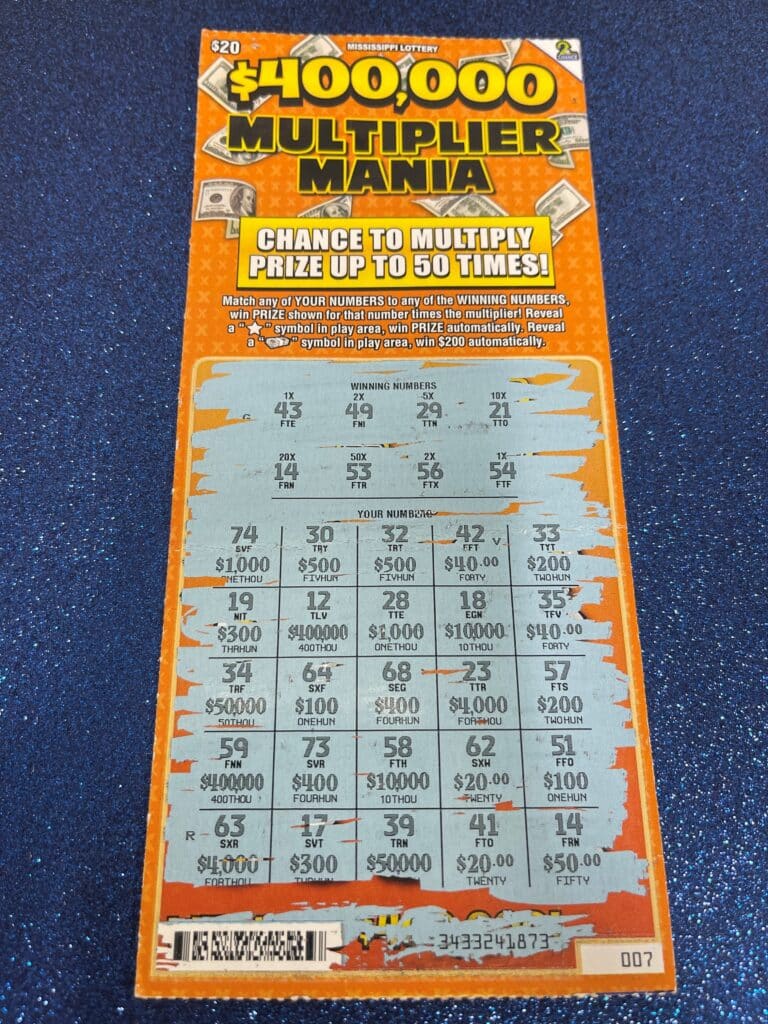 $20
MISSISSIPPI LOTTERY
2nd CHANCE
$400,000
MULTIPLIER
MANIA
CHANCE TO MULTIPLY
PRIZE UP TO 50 TIMES!
Match any of YOUR NUMBERS to any of the WINNING NUMBERS,
win PRIZE shown for that number times the multiplier! Reveal
a "☆" symbol in play area, win PRIZE automatically. Reveal
a " " symbol in play area, win $200 automatically.
WINNING NUMBERS
1X 2X 5X 10X
G 43 49 29 21
FTE FNI TTN TTO
20X 50X 2X 1X
14 53 56 54
FRN FTR FTX FTF
YOUR NUMBERS
74 30 32 42 V 33
SVF TRY TRT FFT TYT
$1,000 $500 $500 $40.00 $200
ONETHOU FIVHUN FIVHUN FORTY TWOHUN
19 12 28 18 35
NIT TLV TTE EGN TFV
$300 $400000 $1,000 $10,000 $40.00
THRHUN 400THOU ONETHOU 10THOU FORTY
34 64 68 23 57
TRF SXF SEG TTR FTS
$50,000 $100 $400 $4,000 $200
50THOU ONEHUN FOURHUN FORTHOU TWOHUN
59 73 58 62 51
FNN SVR FTH SXW FFO
$400000 $400 $10,000 $20.00 $100
400THOU FOURHUN 10THOU TWENTY ONEHUN
R 63 17 39 41 14
SXR SVT TRN FTO FRN
$4,000 $300 $50,000 $20.00 $50.00
FORTHOU THRHUN TWENTY FIFTY
3433241873
007